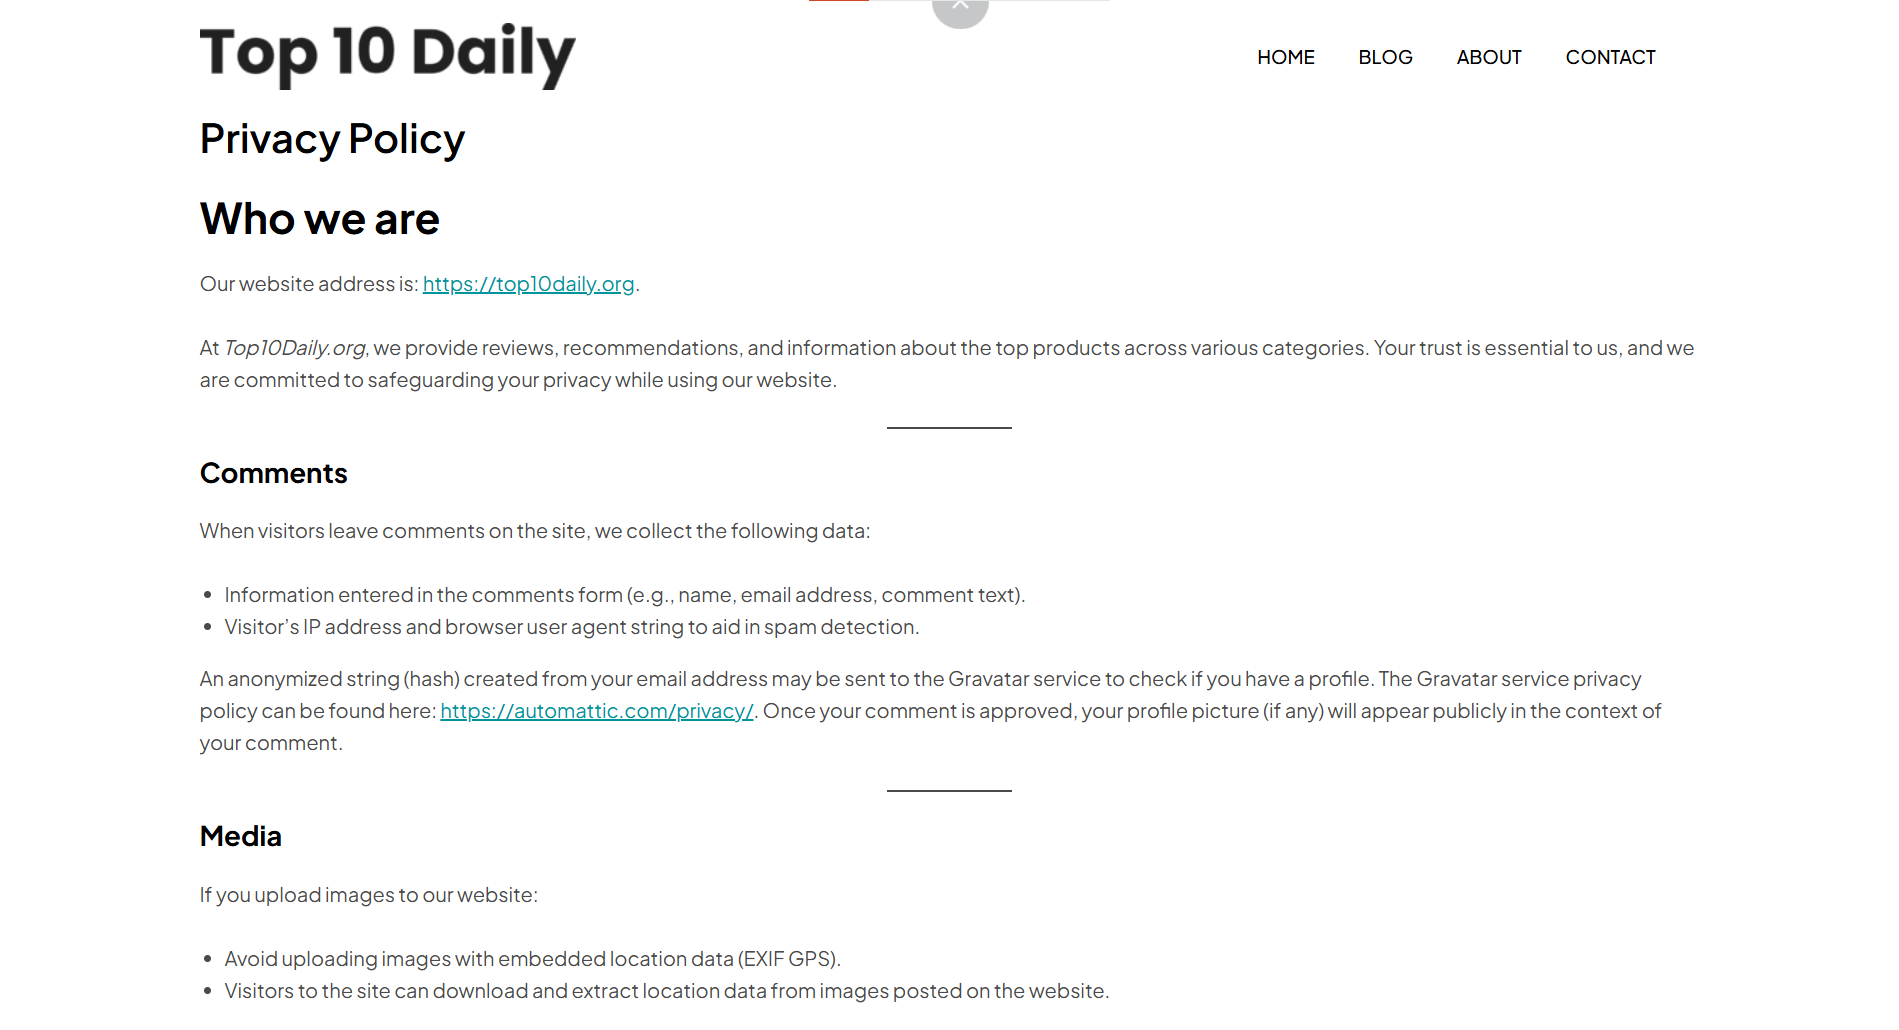 Top 10 Daily
HOME BLOG ABOUT CONTACT
Privacy Policy
Who we are
Our website address is: https://top10daily.org.
At Top10Daily.org, we provide reviews, recommendations, and information about the top products across various categories. Your trust is essential to us, and we
are committed to safeguarding your privacy while using our website.
Comments
When visitors leave comments on the site, we collect the following data:
• Information entered in the comments form (e.g., name, email address, comment text).
• Visitor’s IP address and browser user agent string to aid in spam detection.
An anonymized string (hash) created from your email address may be sent to the Gravatar service to check if you have a profile. The Gravatar service privacy
policy can be found here: https://automattic.com/privacy/. Once your comment is approved, your profile picture (if any) will appear publicly in the context of
your comment.
Media
If you upload images to our website:
• Avoid uploading images with embedded location data (EXIF GPS).
• Visitors to the site can download and extract location data from images posted on the website.